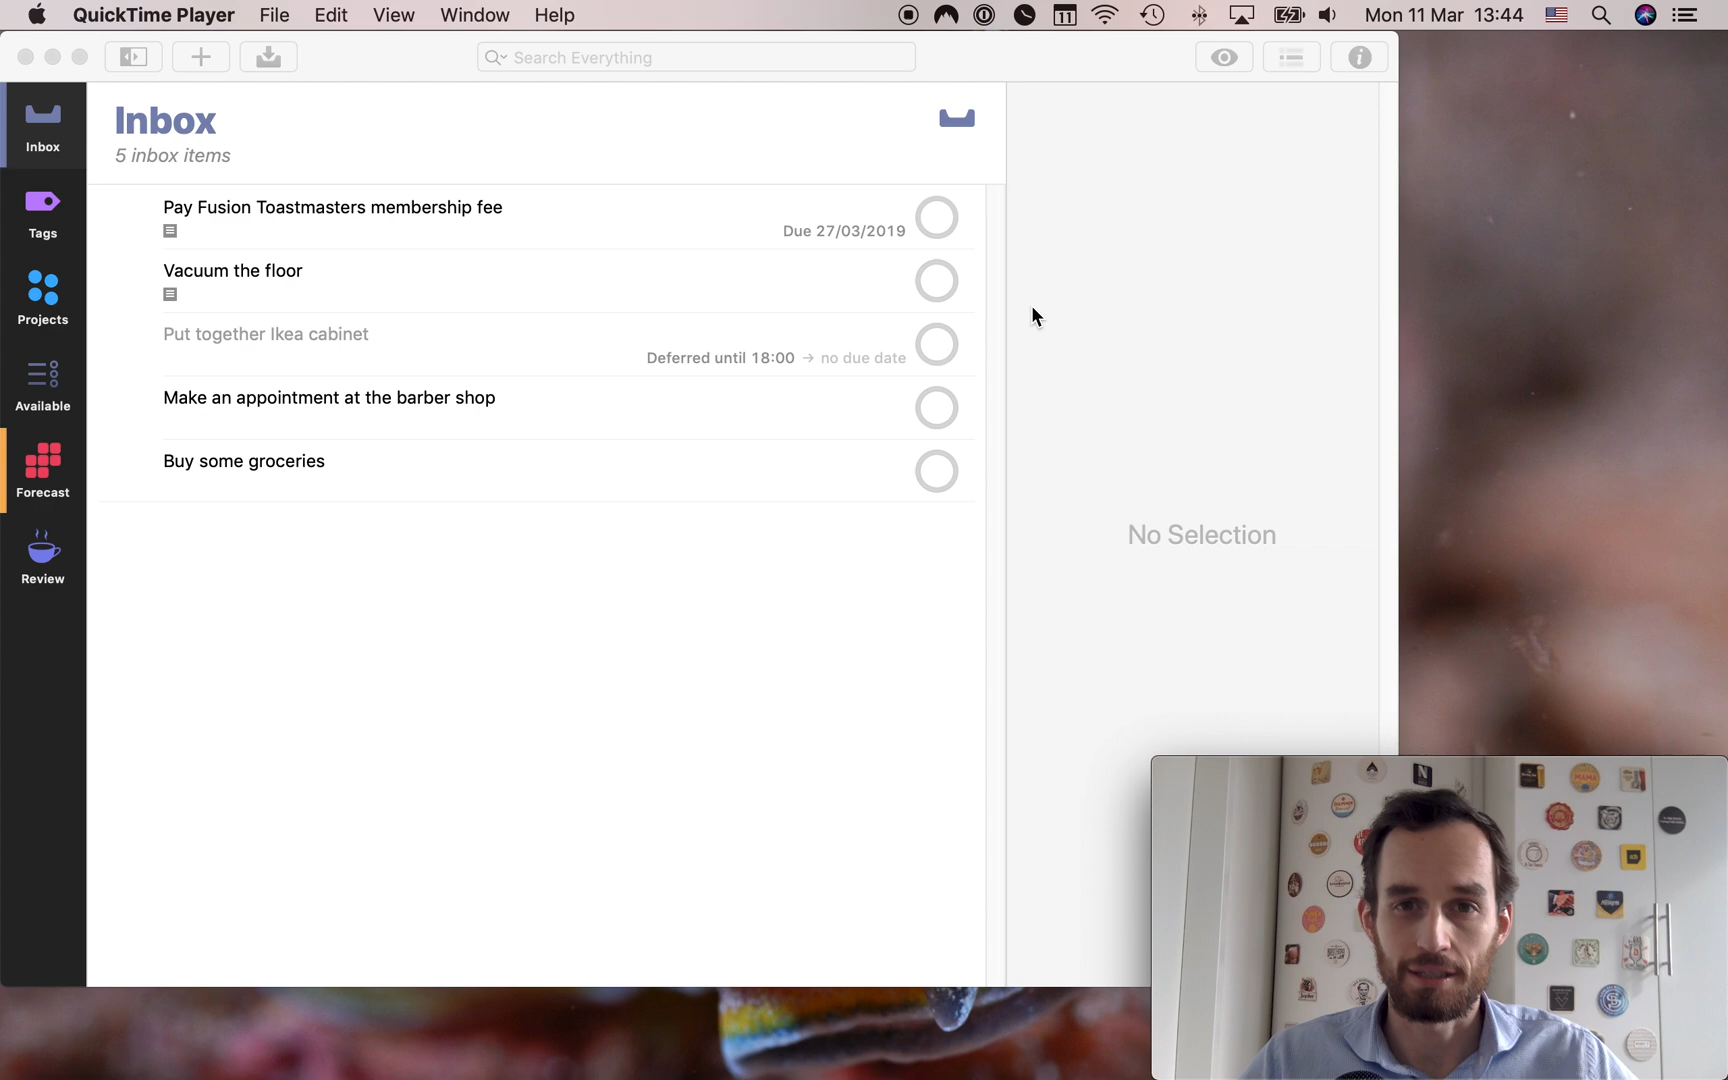 QuickTime Player File Edit View Window Help 11 Mon 11 Mar 13:44
Search Everything
Inbox
5 inbox items
Inbox
Tags
Projects
Available
Forecast
Review
Pay Fusion Toastmasters membership fee
Due 27/03/2019
Vacuum the floor
Put together Ikea cabinet
Deferred until 18:00 → no due date
Make an appointment at the barber shop
Buy some groceries
No Selection
MAMA